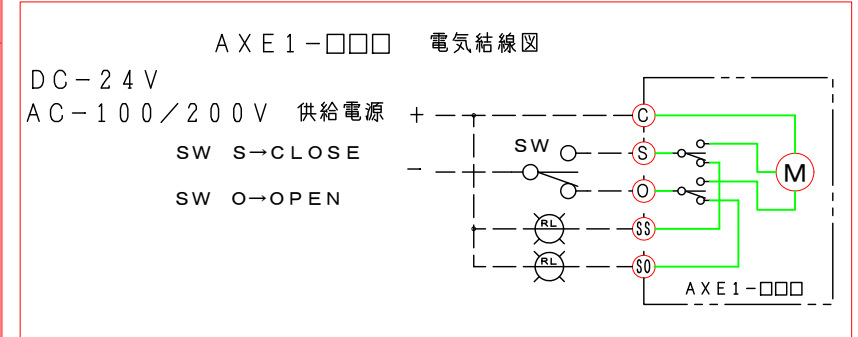 AXE1-□□□ 電気結線図
DC-24V
AC-100/200V 供給電源 +
-
SW S→CLOSE
SW O→OPEN
SW
C
S
O
SS
SO
RL
RL
M
AXE1-□□□